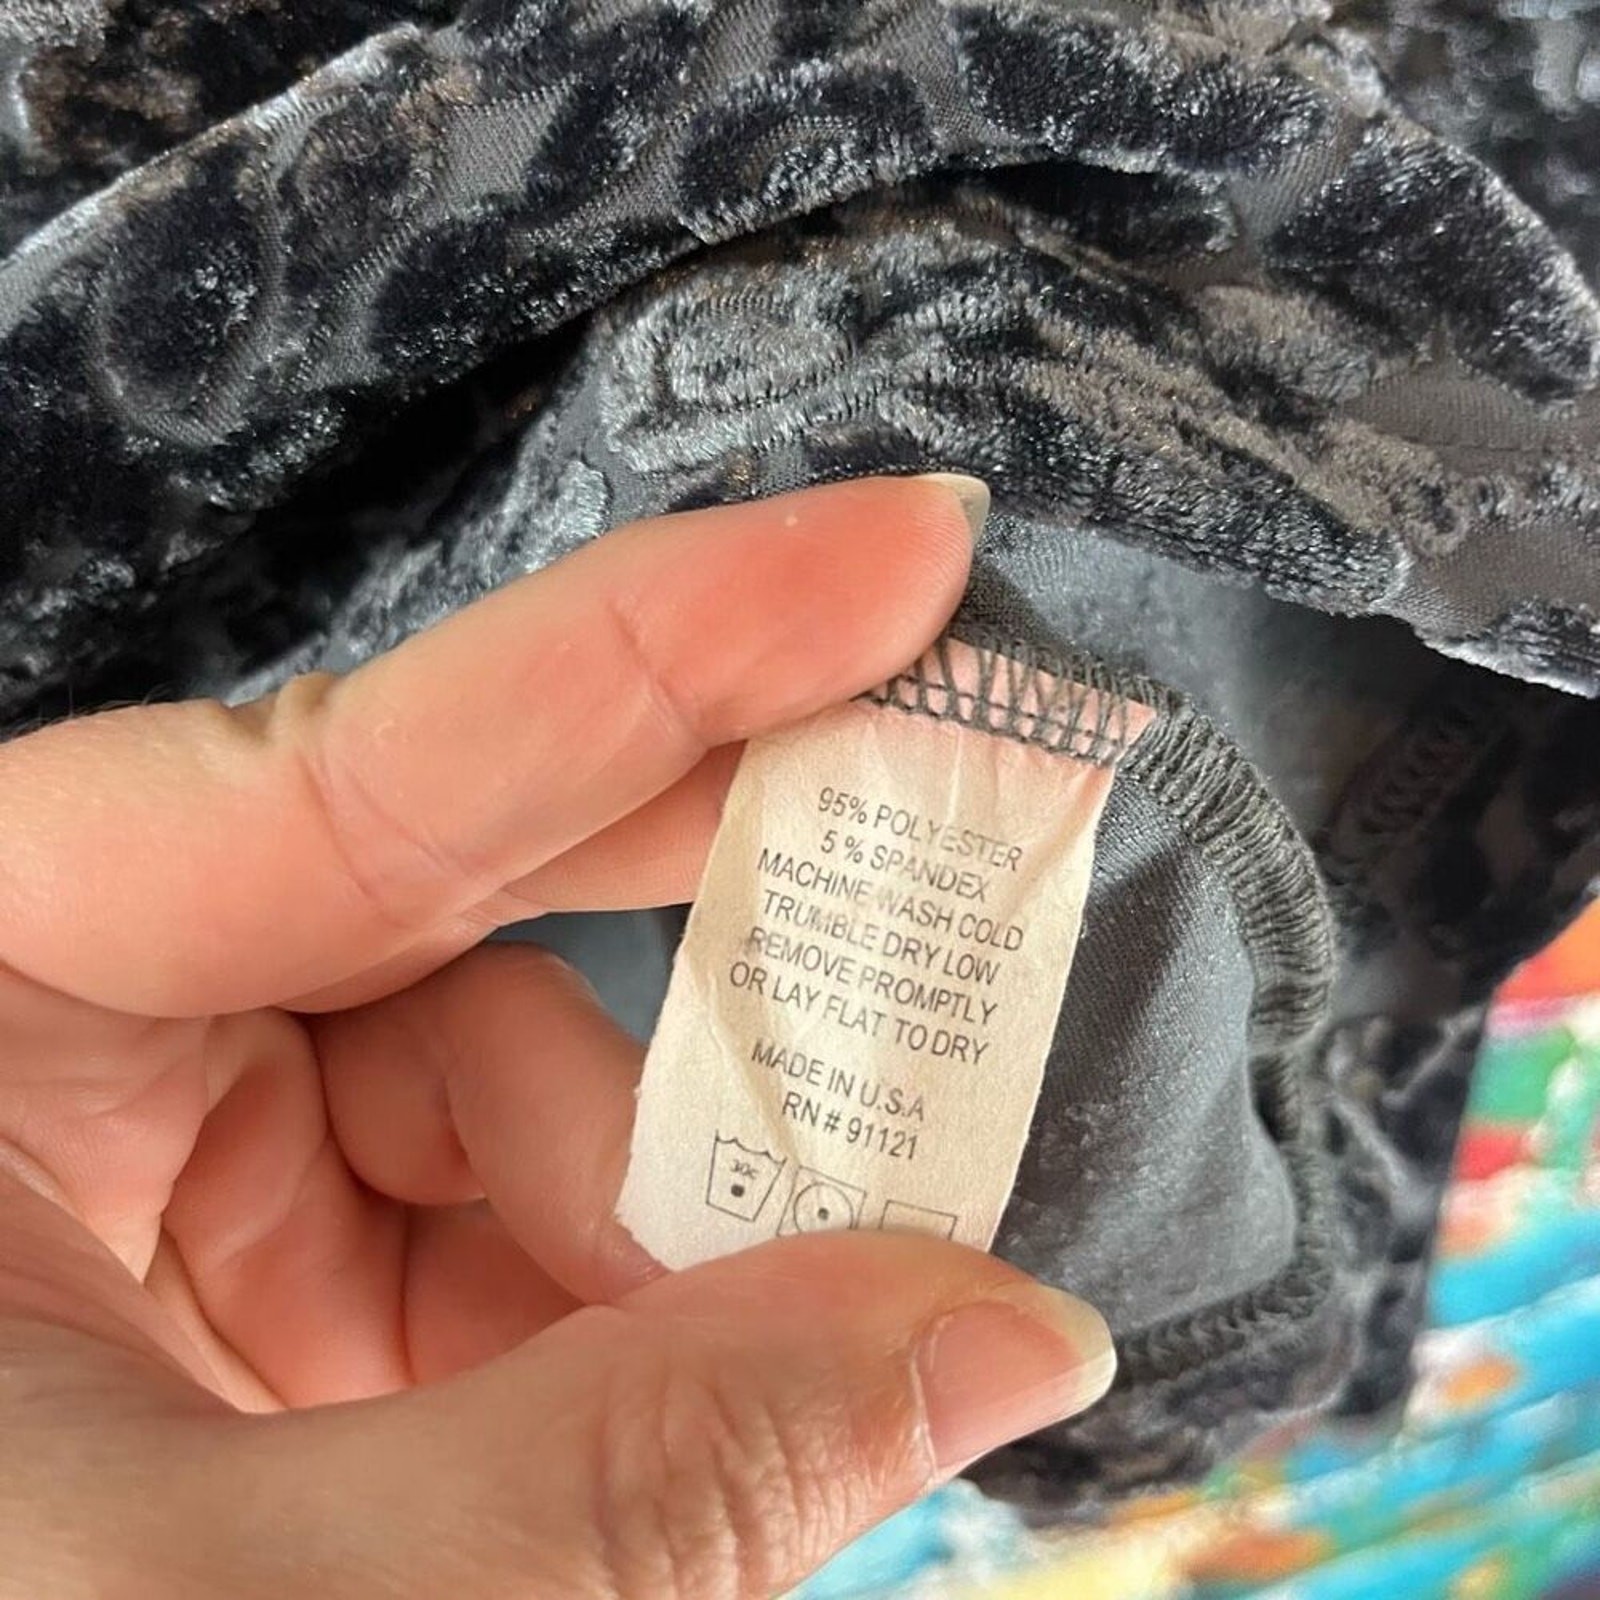 95% POLYESTER
5 % SPANDEX
MACHINE WASH COLD
TRUMBLE DRY LOW
REMOVE PROMPTLY
OR LAY FLAT TO DRY
MADE IN U.S.A
RN # 91121
30c